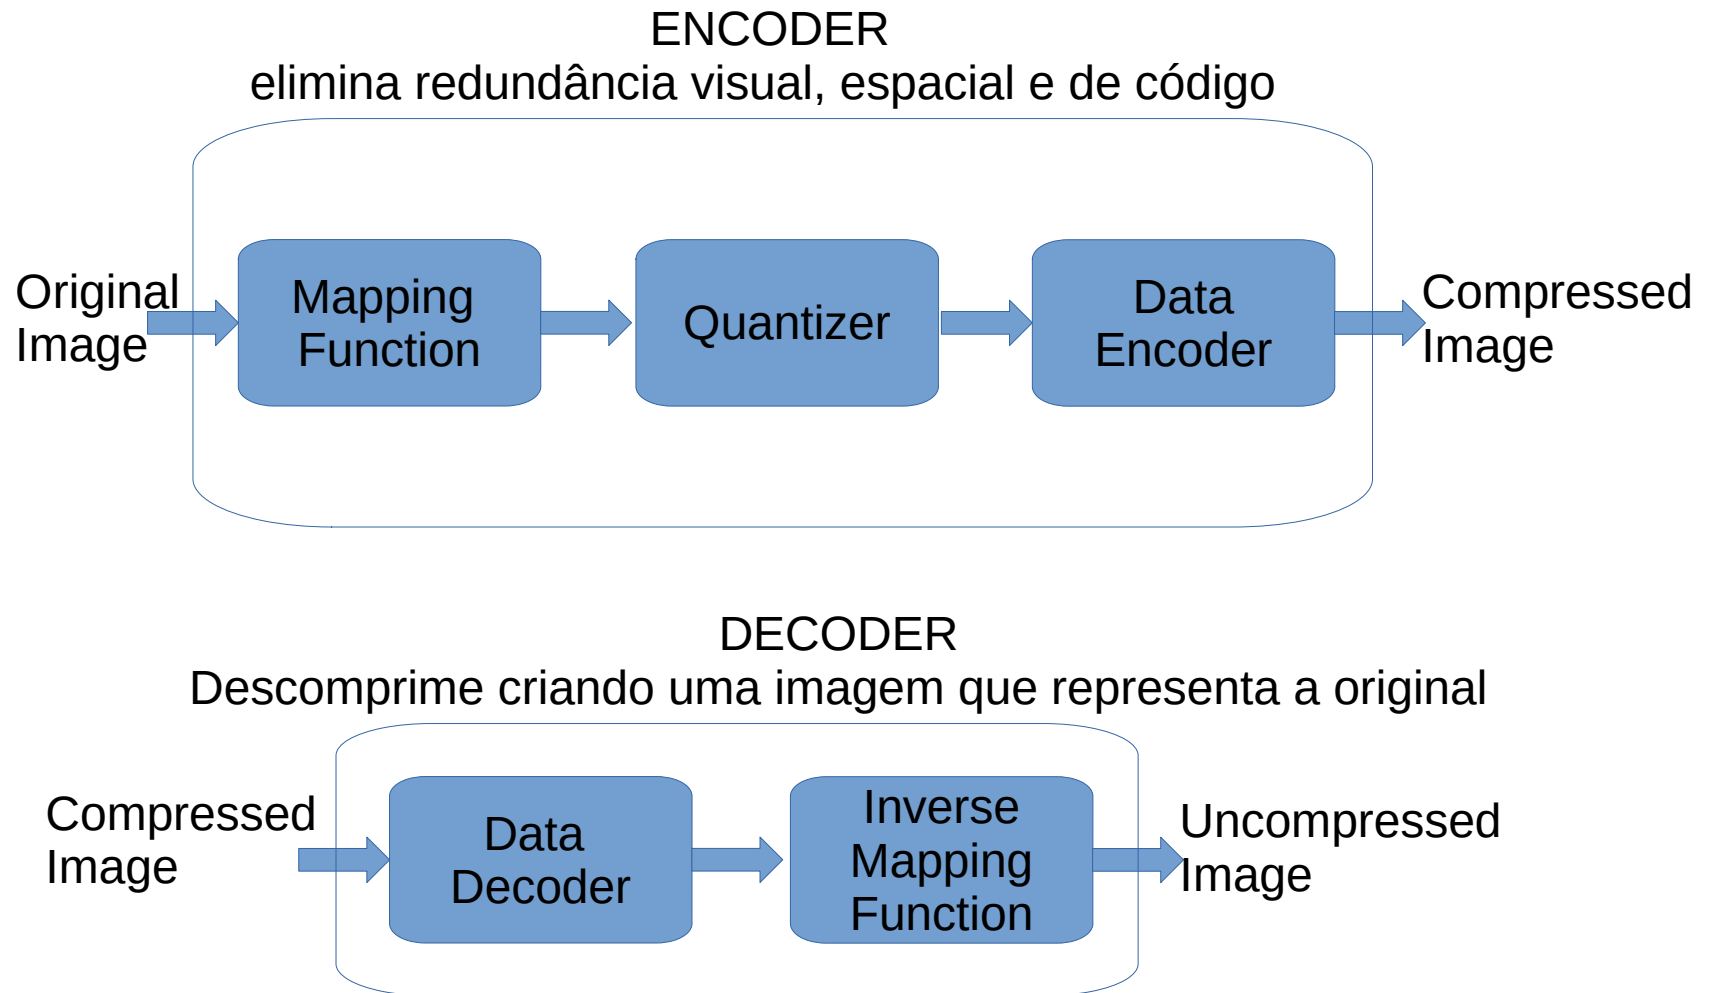 ENCODER
elimina redundância visual, espacial e de código
Original
Image
Mapping
Function
Quantizer
Data
Encoder
Compressed
Image
DECODER
Descomprime criando uma imagem que representa a original
Compressed
Image
Data
Decoder
Inverse
Mapping
Function
Uncompressed
Image